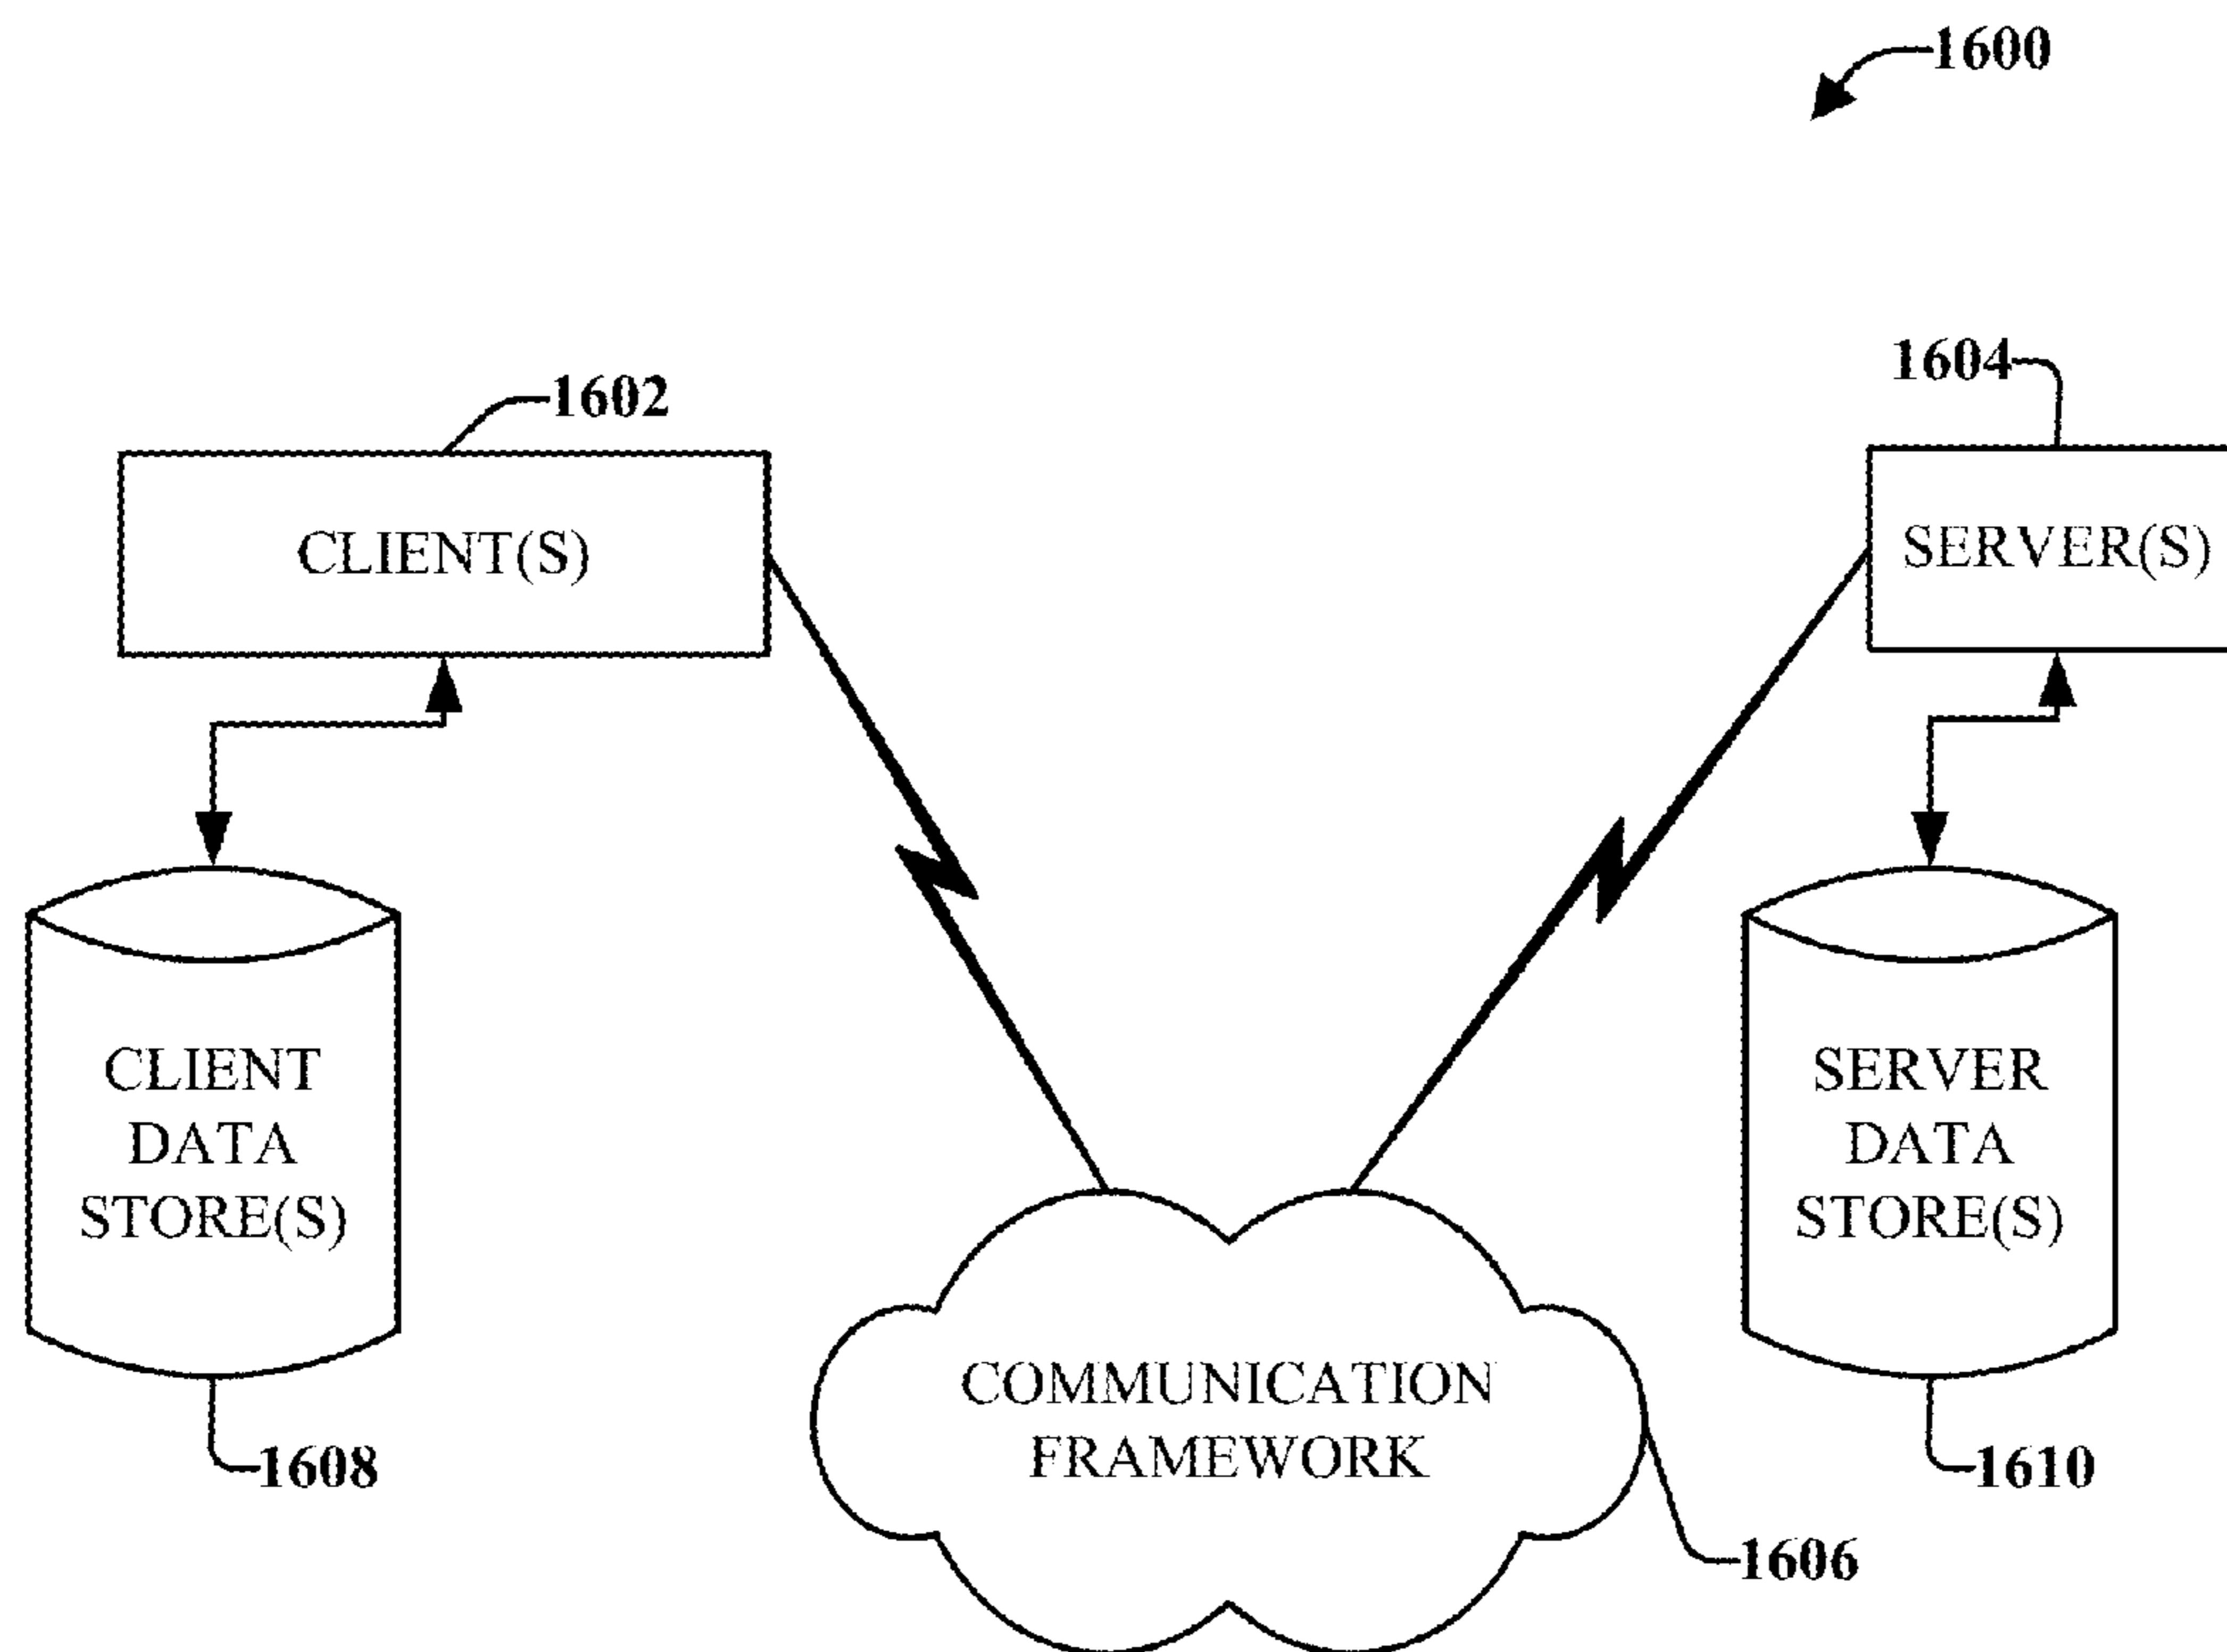 1600
1602
1604
CLIENT(S)
SERVER(S)
CLIENT
DATA
STORE(S)
SERVER
DATA
STORE(S)
COMMUNICATION
FRAMEWORK
1608
1610
1606